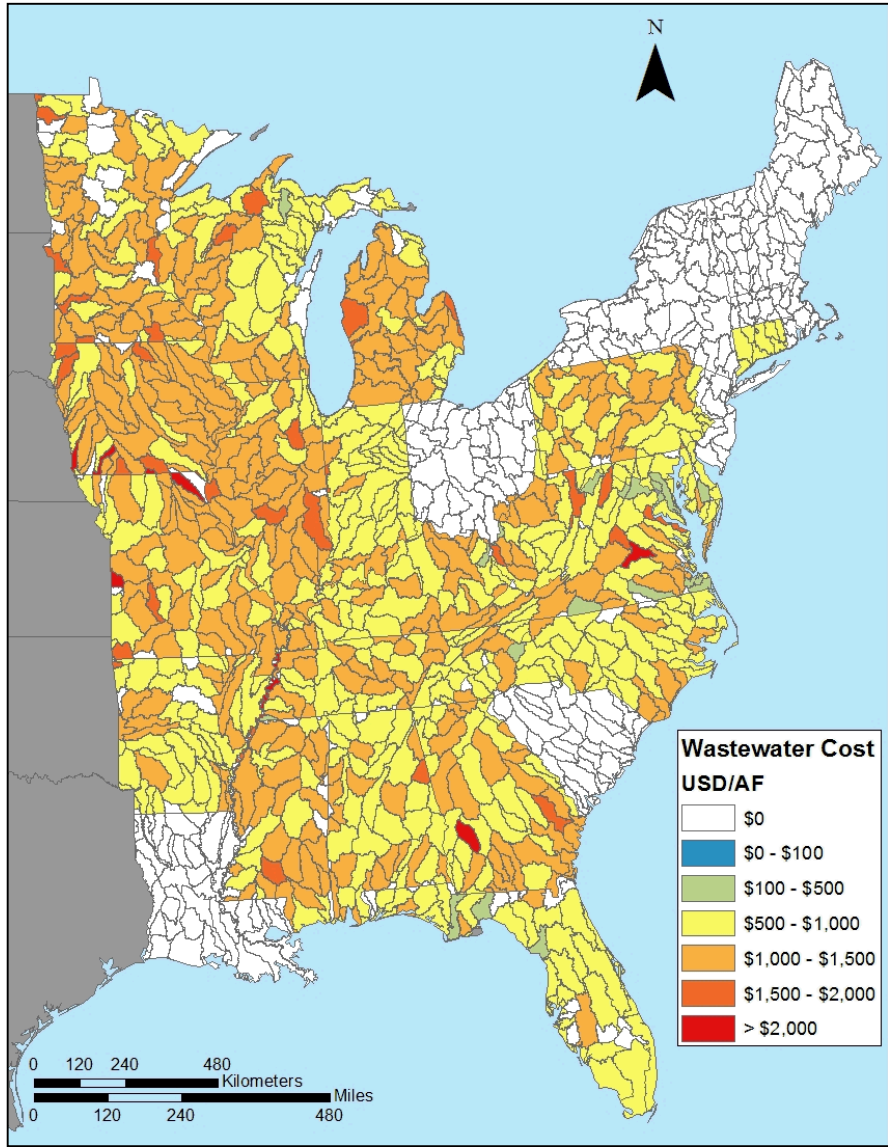 N
Wastewater Cost
USD/AF
$0
$0 - $100
$100 - $500
$500 - $1,000
$1,000 - $1,500
$1,500 - $2,000
> $2,000
0 120 240 480
Kilometers
Miles
0 120 240 480